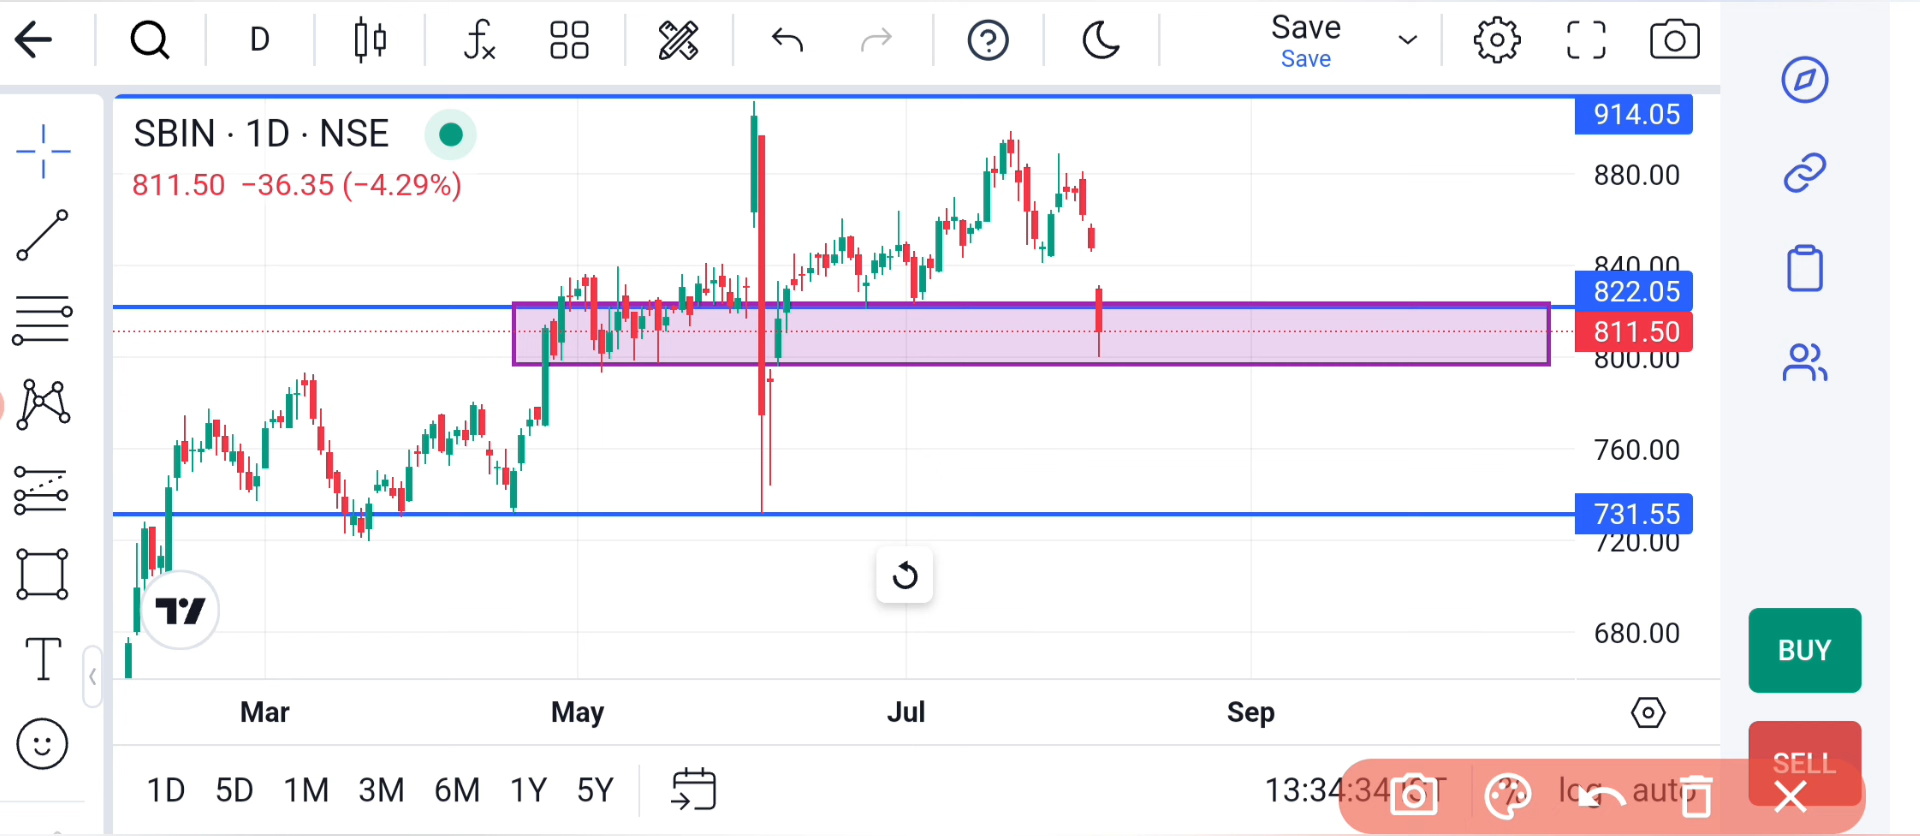 D
Save
Save
SBIN · 1D · NSE
811.50 −36.35 (−4.29%)
914.05
880.00
840.00
822.05
811.50
800.00
760.00
731.55
720.00
680.00
Mar May Jul Sep
1D 5D 1M 3M 6M 1Y 5Y
13:34:34
log auto
BUY
SELL